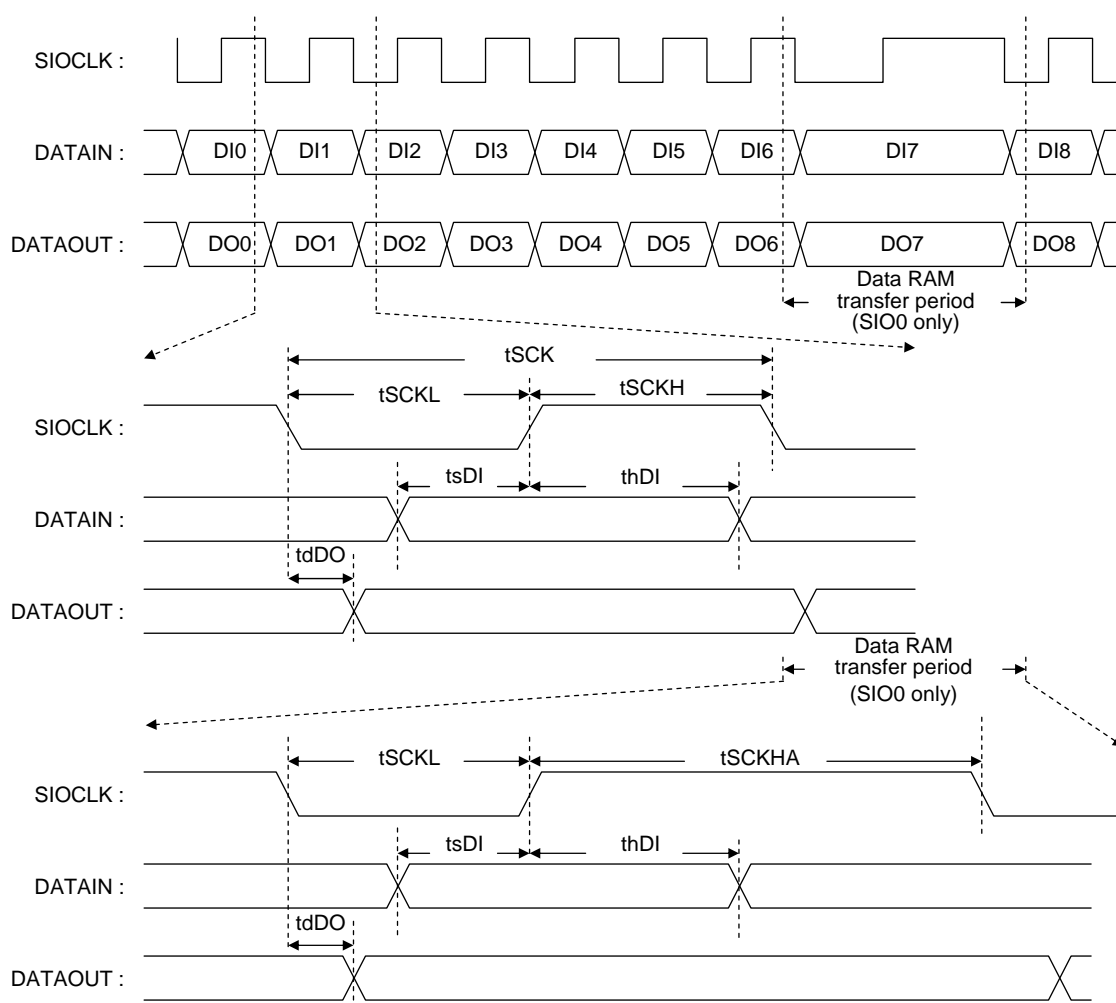 SIOCLK :
DATAIN : DI0 DI1 DI2 DI3 DI4 DI5 DI6 DI7 DI8
DATAOUT : DO0 DO1 DO2 DO3 DO4 DO5 DO6 DO7 DO8
Data RAM
transfer period
(SIO0 only)
tSCK
tSCKL tSCKH
SIOCLK :
tsDI thDI
DATAIN :
tdDO
DATAOUT :
Data RAM
transfer period
(SIO0 only)
tSCKL tSCKHA
SIOCLK :
tsDI thDI
DATAIN :
tdDO
DATAOUT :